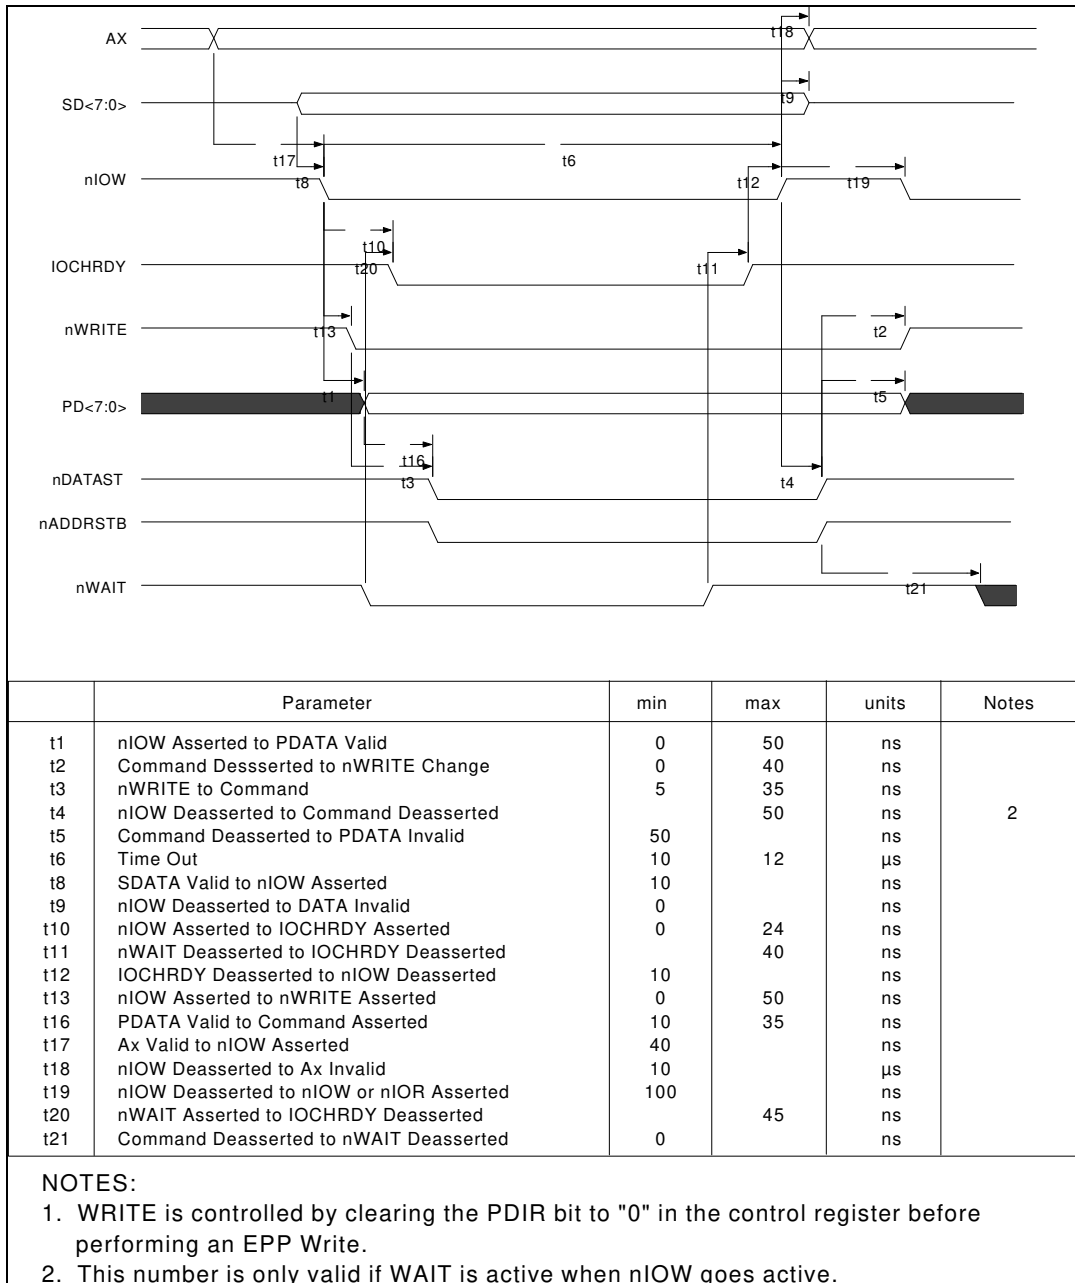 AX
t18
SD<7:0>
t9
t17
t6
nIOW
t8
t12
t19
t10
IOCHRDY
t20
t11
nWRITE
t13
t2
PD<7:0>
t1
t5
t16
nDATAST
t3
t4
nADDRSTB
nWAIT
t21
Parameter min max units Notes
t1 nIOW Asserted to PDATA Valid 0 50 ns
t2 Command Dessserted to nWRITE Change 0 40 ns
t3 nWRITE to Command 5 35 ns
t4 nIOW Deasserted to Command Deasserted 50 ns 2
t5 Command Deasserted to PDATA Invalid 50 ns
t6 Time Out 10 12 µs
t8 SDATA Valid to nIOW Asserted 10 ns
t9 nIOW Deasserted to DATA Invalid 0 ns
t10 nIOW Asserted to IOCHRDY Asserted 0 24 ns
t11 nWAIT Deasserted to IOCHRDY Deasserted 40 ns
t12 IOCHRDY Deasserted to nIOW Deasserted 10 ns
t13 nIOW Asserted to nWRITE Asserted 0 50 ns
t16 PDATA Valid to Command Asserted 10 35 ns
t17 Ax Valid to nIOW Asserted 40 ns
t18 nIOW Deasserted to Ax Invalid 10 µs
t19 nIOW Deasserted to nIOW or nIOR Asserted 100 ns
t20 nWAIT Asserted to IOCHRDY Deasserted 45 ns
t21 Command Deasserted to nWAIT Deasserted 0 ns
NOTES:
1. WRITE is controlled by clearing the PDIR bit to "0" in the control register before
performing an EPP Write.
2. This number is only valid if WAIT is active when nIOW goes active.